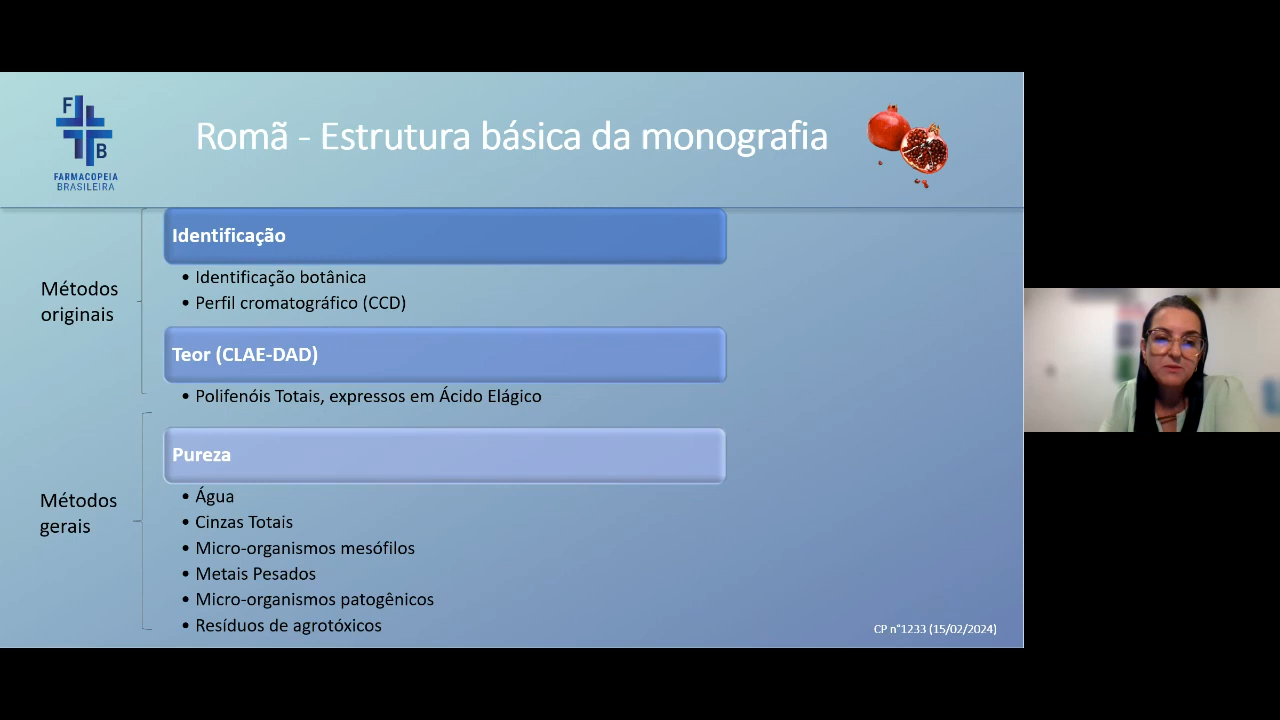 F
B
FARMACOPEIA
BRASILEIRA
Romã - Estrutura básica da monografia
Métodos
originais
Identificação
• Identificação botânica
• Perfil cromatográfico (CCD)
Teor (CLAE-DAD)
• Polifenóis Totais, expressos em Ácido Elágico
Métodos
gerais
Pureza
• Água
• Cinzas Totais
• Micro-organismos mesófilos
• Metais Pesados
• Micro-organismos patogênicos
• Resíduos de agrotóxicos
CP n°1233 (15/02/2024)